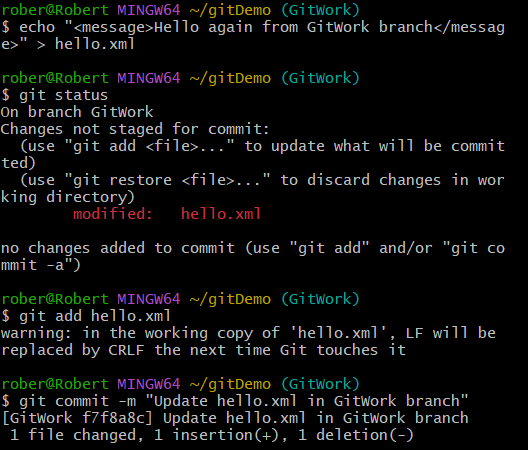 rober@Robert MINGW64 ~/gitDemo (GitWork)
$ echo "<message>Hello again from GitWork branch</messag
e>" > hello.xml
rober@Robert MINGW64 ~/gitDemo (GitWork)
$ git status
On branch GitWork
Changes not staged for commit:
  (use "git add <file>..." to update what will be commit
ted)
  (use "git restore <file>..." to discard changes in wor
king directory)
        modified:   hello.xml
no changes added to commit (use "git add" and/or "git co
mmit -a")
rober@Robert MINGW64 ~/gitDemo (GitWork)
$ git add hello.xml
warning: in the working copy of 'hello.xml', LF will be
replaced by CRLF the next time Git touches it
rober@Robert MINGW64 ~/gitDemo (GitWork)
$ git commit -m "Update hello.xml in GitWork branch"
[GitWork f7f8a8c] Update hello.xml in GitWork branch
 1 file changed, 1 insertion(+), 1 deletion(-)